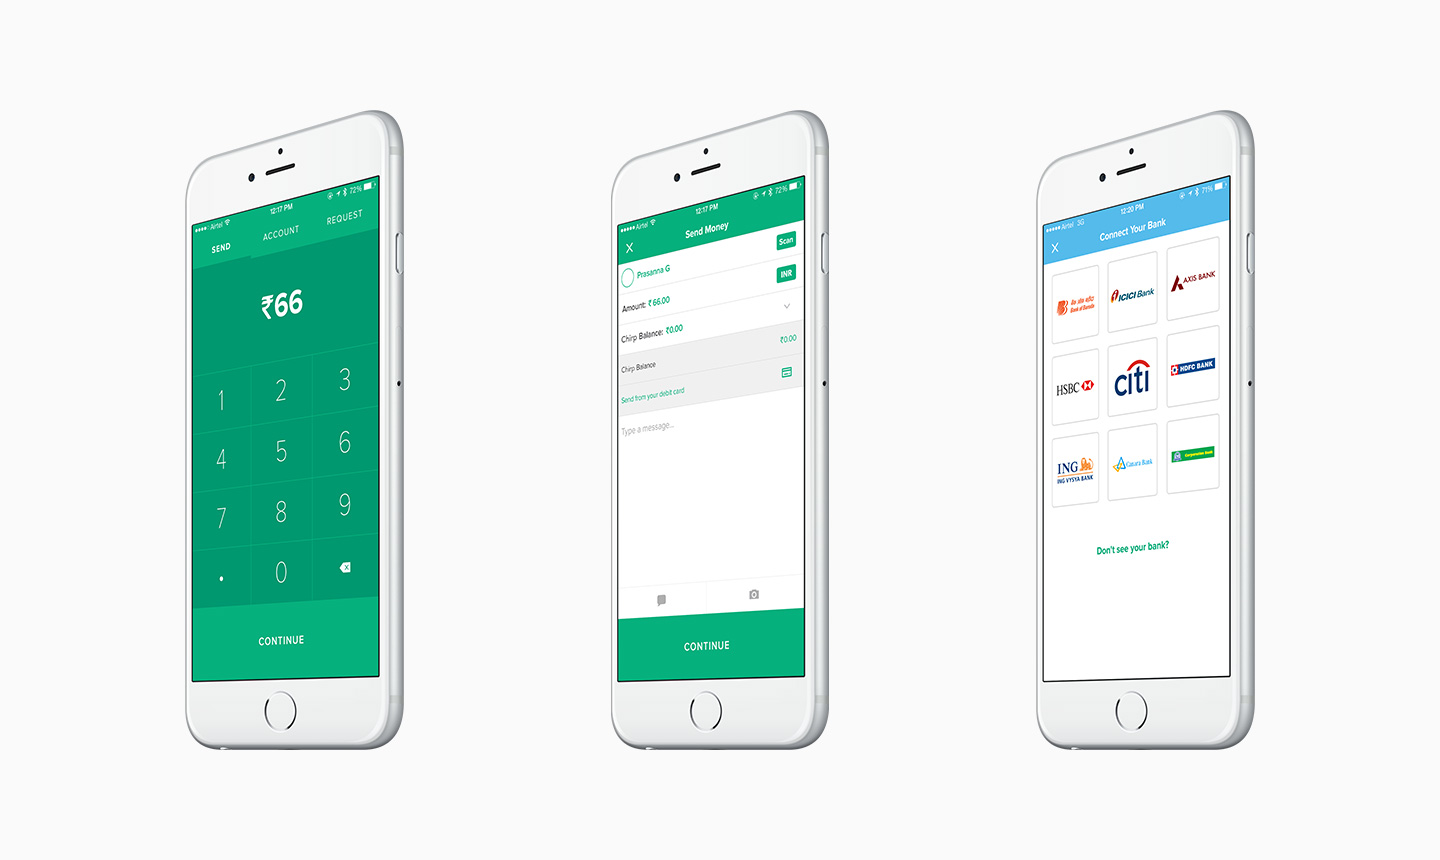 Airtel
12:17 PM
72%
SEND
ACCOUNT
REQUEST
₹66
1
2
3
4
5
6
7
8
9
.
0
CONTINUE
Airtel
12:17 PM
72%
Send Money
Prasanna G
Scan
Amount: ₹ 66.00
INR
Chirp Balance: ₹0.00
Chirp Balance
₹0.00
Send from your debit card
Type a message...
CONTINUE
Airtel 3G
12:20 PM
71%
Connect Your Bank
Bank of Baroda
ICICI Bank
AXIS BANK
HSBC
citi
HDFC BANK
ING
ING VYSYA BANK
Canara Bank
Corporation Bank
Don't see your bank?